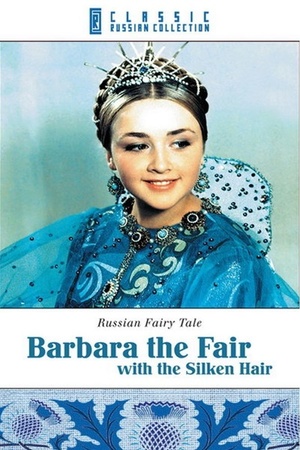 CLASSIC
RUSSIAN COLLECTION
Russian Fairy Tale
Barbara the Fair
with the Silken Hair